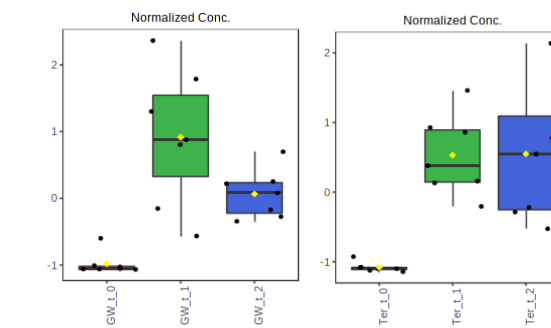 Normalized Conc.
2
1
0
-1
GW_t_0
GW_t_1
GW_t_2
Normalized Conc.
2
1
0
-1
Ter_t_0
Ter_t_1
Ter_t_2